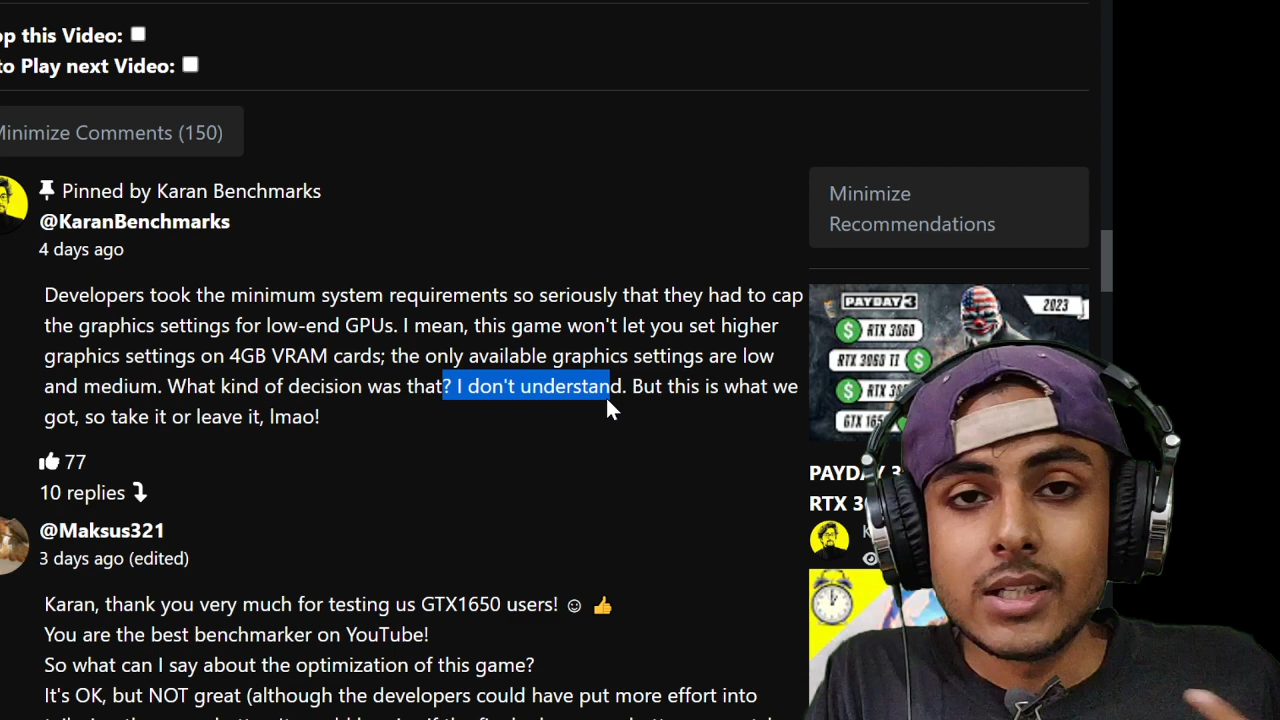 op this Video:
to Play next Video:
Minimize Comments (150)
Pinned by Karan Benchmarks
@KaranBenchmarks
4 days ago
Developers took the minimum system requirements so seriously that they had to cap
the graphics settings for low-end GPUs. I mean, this game won't let you set higher
graphics settings on 4GB VRAM cards; the only available graphics settings are low
and medium. What kind of decision was that? I don't understand. But this is what we
got, so take it or leave it, lmao!
77
10 replies
@Maksus321
3 days ago (edited)
Karan, thank you very much for testing us GTX1650 users! ☺ 👍
You are the best benchmarker on YouTube!
So what can I say about the optimization of this game?
It's OK, but NOT great (although the developers could have put more effort into
Minimize
Recommendations
PAYDAY 3
2023
$ RTX 3060
RTX 3060 TI $
$
GTX 165
PAYDAY 3
RTX 30